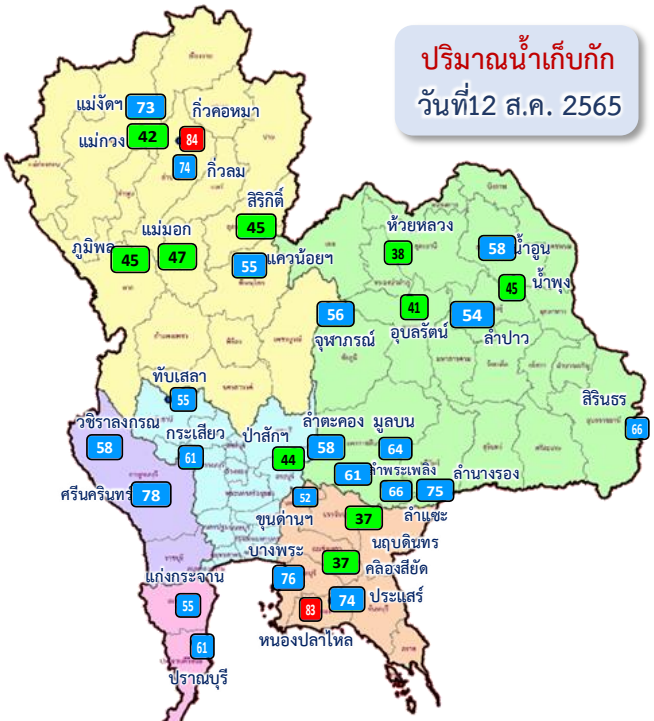 ปริมาณน้ำเก็บกัก
วันที่12 ส.ค. 2565
แม่งัดฯ
73
กิ่วคอหมา
แม่กวง
42
84
74
กิ่วลม
สิริกิติ์
45
ภูมิพล
45
แม่มอก
47
55
แควน้อยฯ
ห้วยหลวง
38
58
น้ำอูน
45
น้ำพุง
56
จุฬาภรณ์
41
อุบลรัตน์
54
ลำปาว
ทับเสลา
55
สิรินธร
66
วชิราลงกรณ
58
กระเสียว
61
ป่าสักฯ
44
ลำตะคอง
58
มูลบน
64
61
ลำพระเพลิง
66
ลำแซะ
75
ลำนางรอง
ศรีนครินทร์
78
52
ขุนด่านฯ
37
นฤบดินทร
บางพระ
76
37
คลองสียัด
แก่งกระจาน
55
83
หนองปลาไหล
74
ประแสร์
61
ปราณบุรี